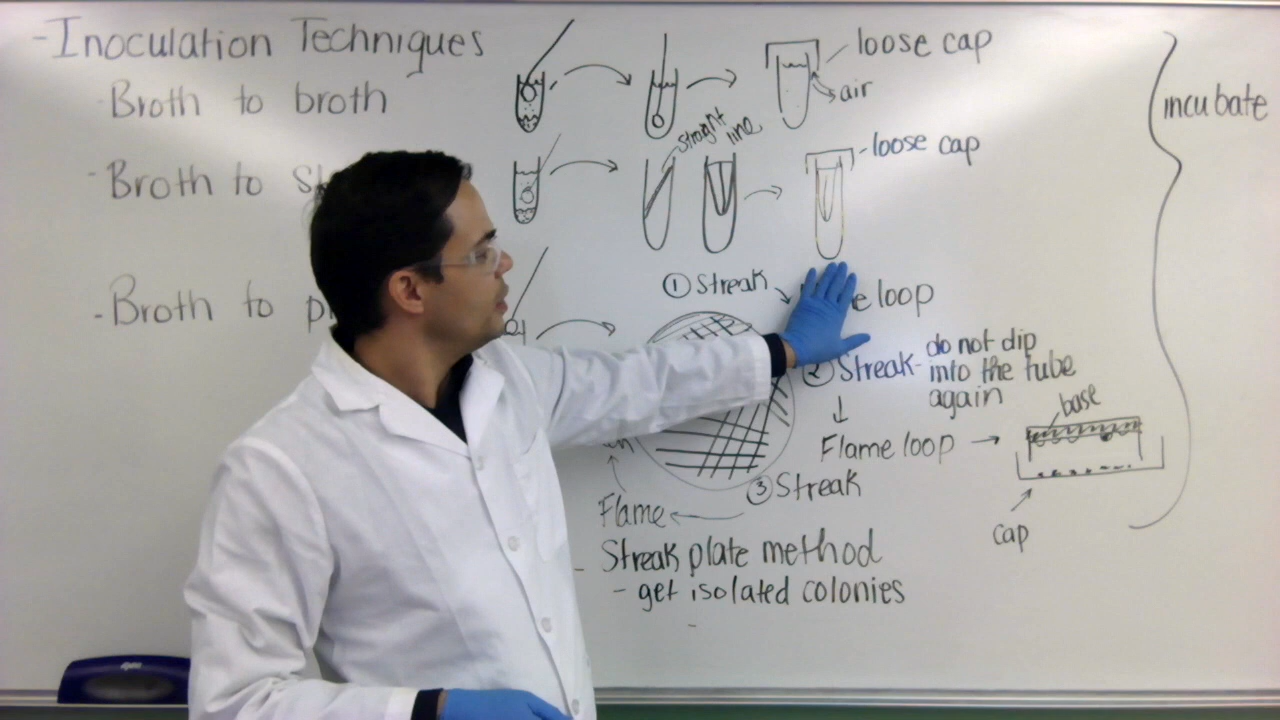 - Inoculation Techniques
- Broth to broth
loose cap
air
incubate
- Broth to
straight line
- loose cap
- Broth to
① Streak
loop
② Streak - do not dip
into the tube
again
base
Flame loop
cap
③ Streak
Flame
- Streak plate method
- get isolated colonies
expo